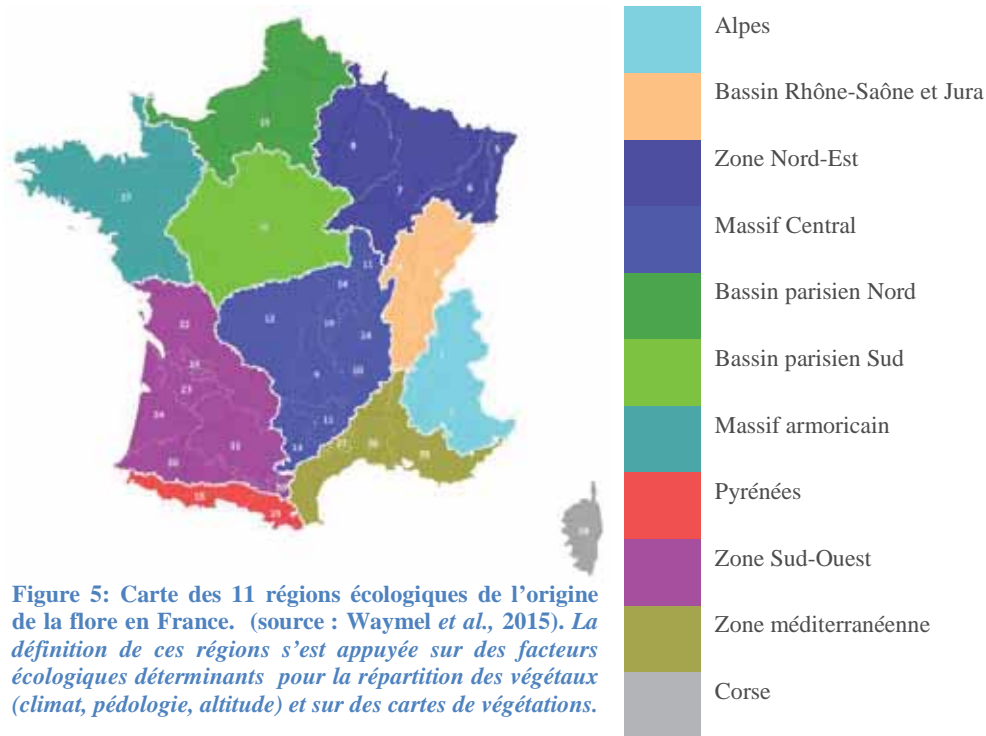 Alpes
Bassin Rhône-Saône et Jura
Zone Nord-Est
Massif Central
Bassin parisien Nord
Bassin parisien Sud
Massif armoricain
Pyrénées
Zone Sud-Ouest
Zone méditerranéenne
Corse
Figure 5: Carte des 11 régions écologiques de l’origine
de la flore en France. (source : Waymel et al., 2015). La
définition de ces régions s’est appuyée sur des facteurs
écologiques déterminants pour la répartition des végétaux
(climat, pédologie, altitude) et sur des cartes de végétations.